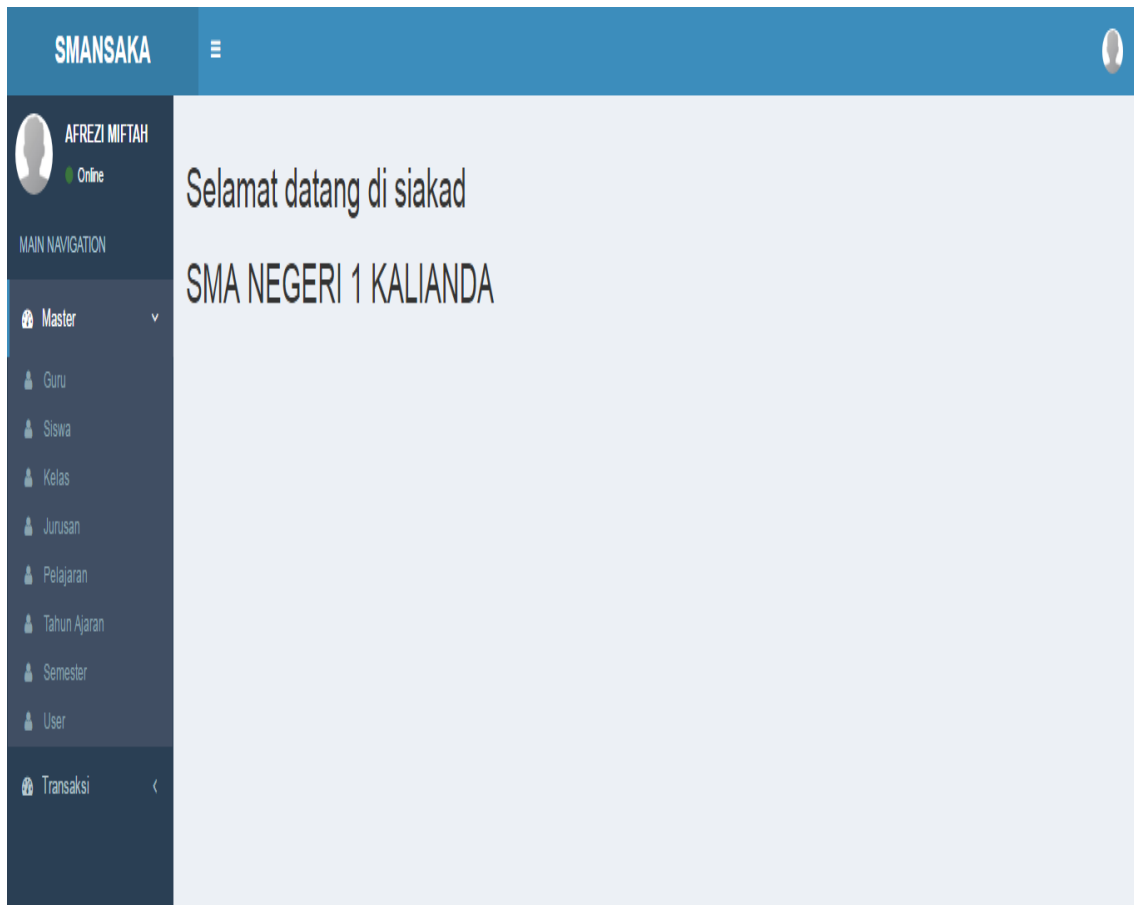 SMANSAKA
AFREZI MIFTAH
Online
MAIN NAVIGATION
Master
Guru
Siswa
Kelas
Jurusan
Pelajaran
Tahun Ajaran
Semester
User
Transaksi
Selamat datang di siakad
SMA NEGERI 1 KALIANDA